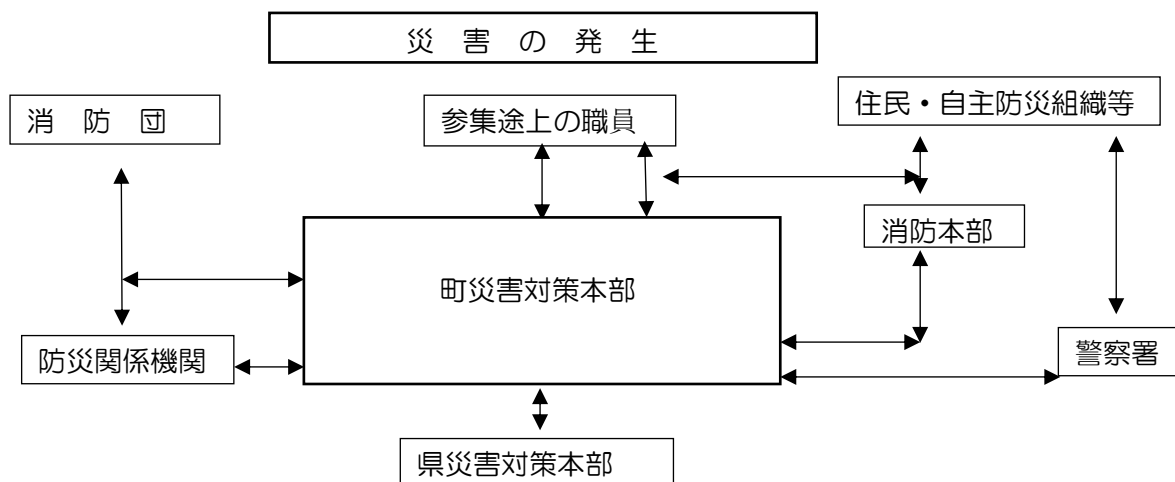 災 害 の 発 生
消 防 団
参集途上の職員
住民・自主防災組織等
消防本部
町災害対策本部
防災関係機関
警察署
県災害対策本部